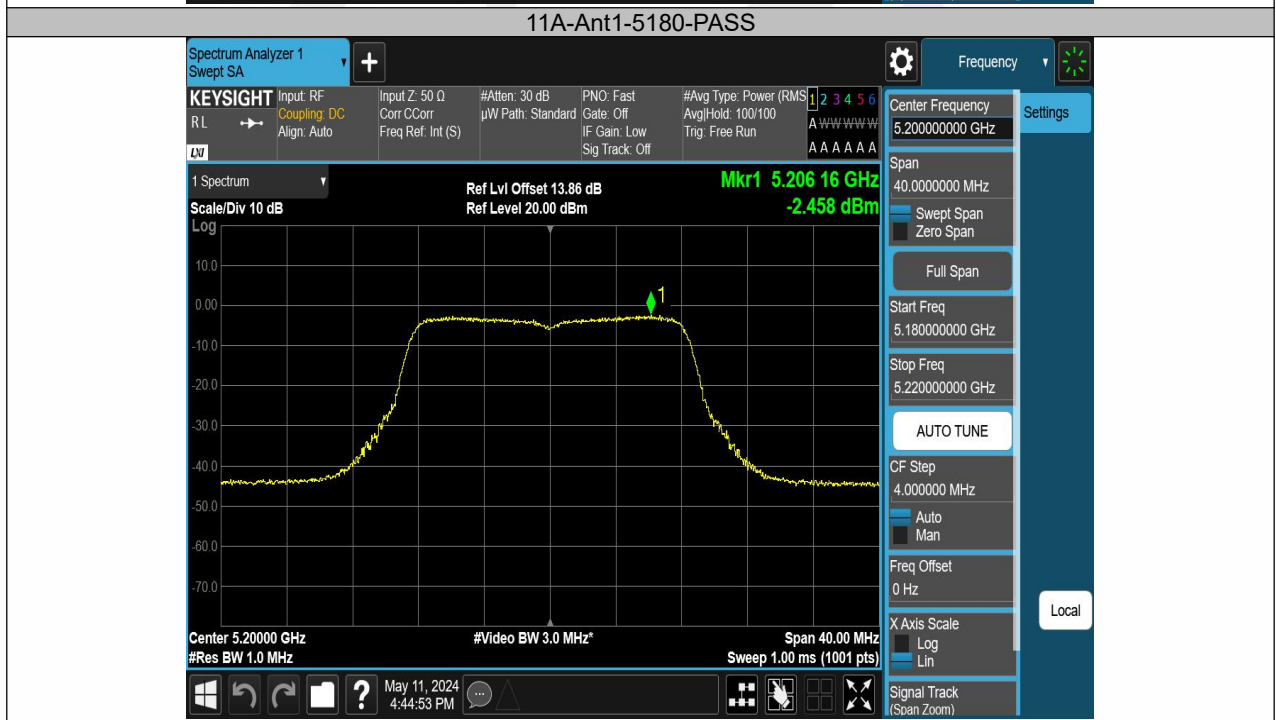 11A-Ant1-5180-PASS
Spectrum Analyzer 1
Swept SA
+
Frequency
KEYSIGHT
R L
LXI
Input: RF
Coupling: DC
Align: Auto
Input Z: 50 Ω
Corr CCorr
Freq Ref: Int (S)
#Atten: 30 dB
µW Path: Standard
PNO: Fast
Gate: Off
IF Gain: Low
Sig Track: Off
#Avg Type: Power (RMS
Avg|Hold: 100/100
Trig: Free Run
1 2 3 4 5 6
A W W W W W
A A A A A A
1 Spectrum
Scale/Div 10 dB
Log
Ref Lvl Offset 13.86 dB
Ref Level 20.00 dBm
Mkr1 5.206 16 GHz
-2.458 dBm
10.0
0.00
-10.0
-20.0
-30.0
-40.0
-50.0
-60.0
-70.0
1
Center 5.20000 GHz
#Res BW 1.0 MHz
#Video BW 3.0 MHz*
Span 40.00 MHz
Sweep 1.00 ms (1001 pts)
Center Frequency
5.200000000 GHz
Settings
Span
40.0000000 MHz
Swept Span
Zero Span
Full Span
Start Freq
5.180000000 GHz
Stop Freq
5.220000000 GHz
AUTO TUNE
CF Step
4.000000 MHz
Auto
Man
Freq Offset
0 Hz
X Axis Scale
Log
Lin
Local
Signal Track
(Span Zoom)
?
May 11, 2024
4:44:53 PM